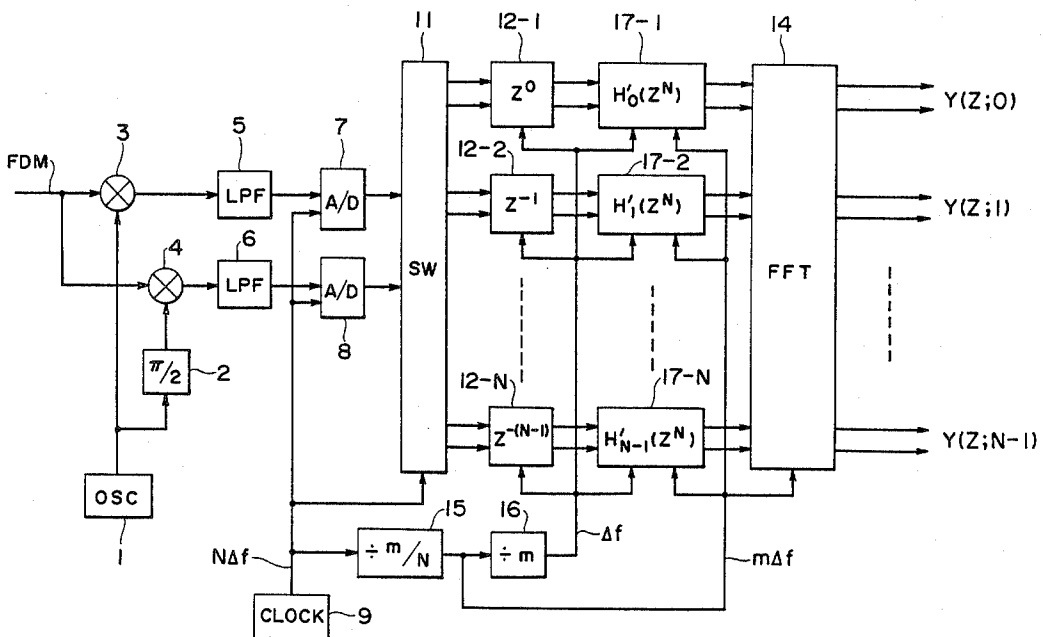 11
12-1
17-1
14
Z⁰
H'₀(Zᴺ)
Y(Z;0)
3
5
7
FDM
LPF
A/D
12-2
17-2
Z⁻¹
H'₁(Zᴺ)
Y(Z;1)
4
6
LPF
A/D
SW
FFT
8
π/2
2
12-N
17-N
Z^-(N-1)
H'N-1(Zᴺ)
Y(Z;N-1)
OSC
1
15
16
NΔf
÷ m/N
÷ m
Δf
mΔf
CLOCK
9